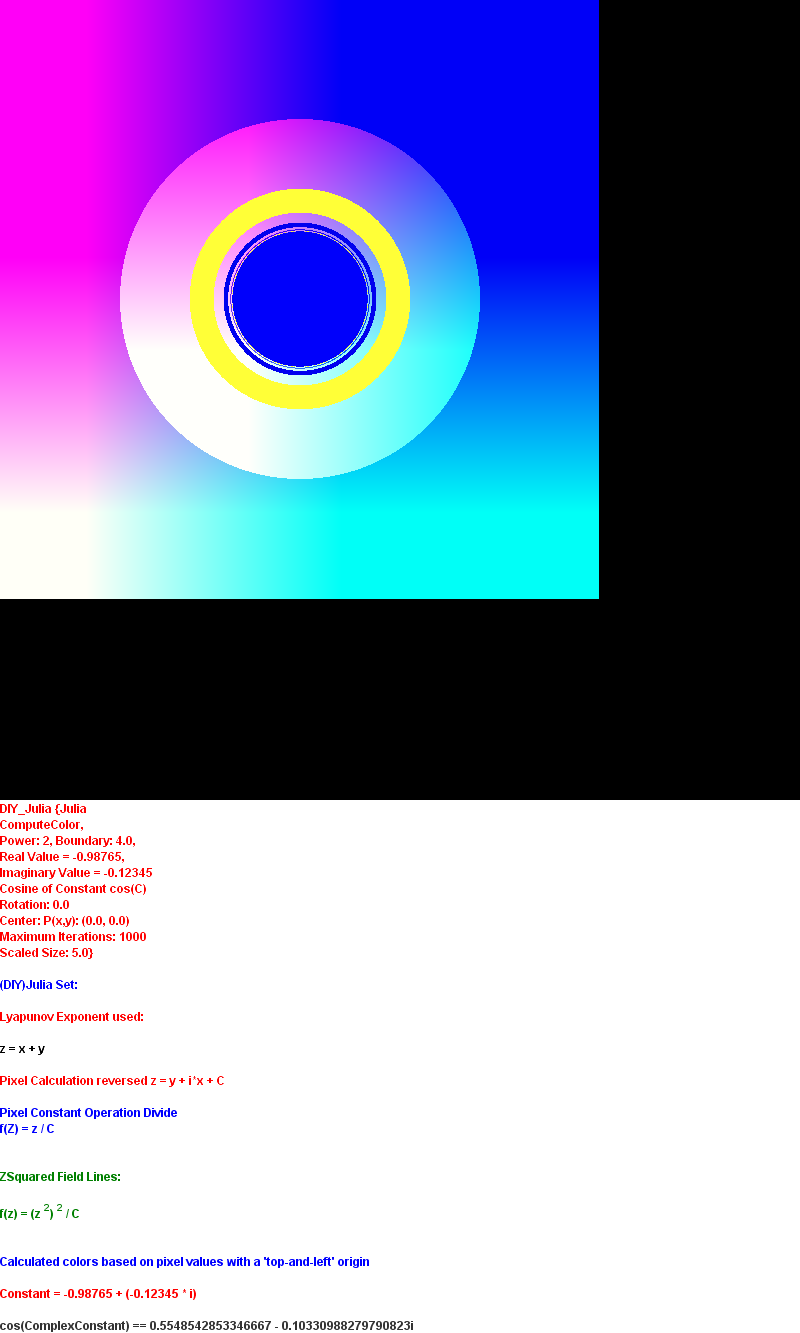 DIY_Julia {Julia
ComputeColor,
Power: 2, Boundary: 4.0,
Real Value = -0.98765,
Imaginary Value = -0.12345
Cosine of Constant cos(C)
Rotation: 0.0
Center: P(x,y): (0.0, 0.0)
Maximum Iterations: 1000
Scaled Size: 5.0}
(DIY)Julia Set:
Lyapunov Exponent used:
z = x + y
Pixel Calculation reversed z = y + i*x + C
Pixel Constant Operation Divide
f(Z) = z / C
ZSquared Field Lines:
f(z) = (z ²) ² / C
Calculated colors based on pixel values with a 'top-and-left' origin
Constant = -0.98765 + (-0.12345 * i)
cos(ComplexConstant) == 0.5548542853346667 - 0.10330988279790823i